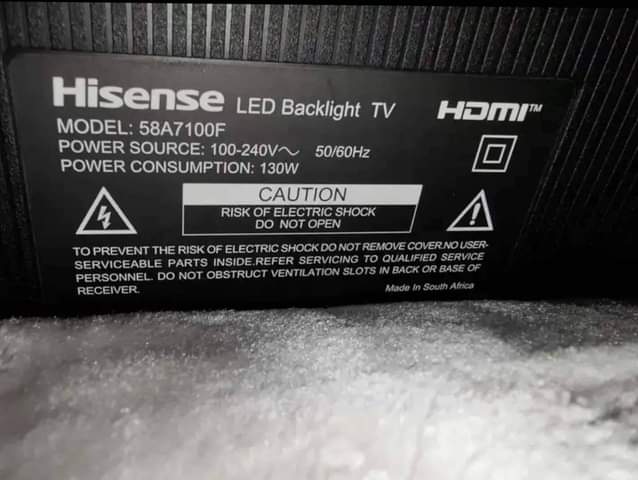 Hisense LED Backlight TV HDMI™
MODEL: 58A7100F
POWER SOURCE: 100-240V～ 50/60Hz
POWER CONSUMPTION: 130W
CAUTION
RISK OF ELECTRIC SHOCK
DO NOT OPEN
TO PREVENT THE RISK OF ELECTRIC SHOCK DO NOT REMOVE COVER.NO USER-
SERVICEABLE PARTS INSIDE.REFER SERVICING TO QUALIFIED SERVICE
PERSONNEL. DO NOT OBSTRUCT VENTILATION SLOTS IN BACK OR BASE OF
RECEIVER.
Made In South Africa